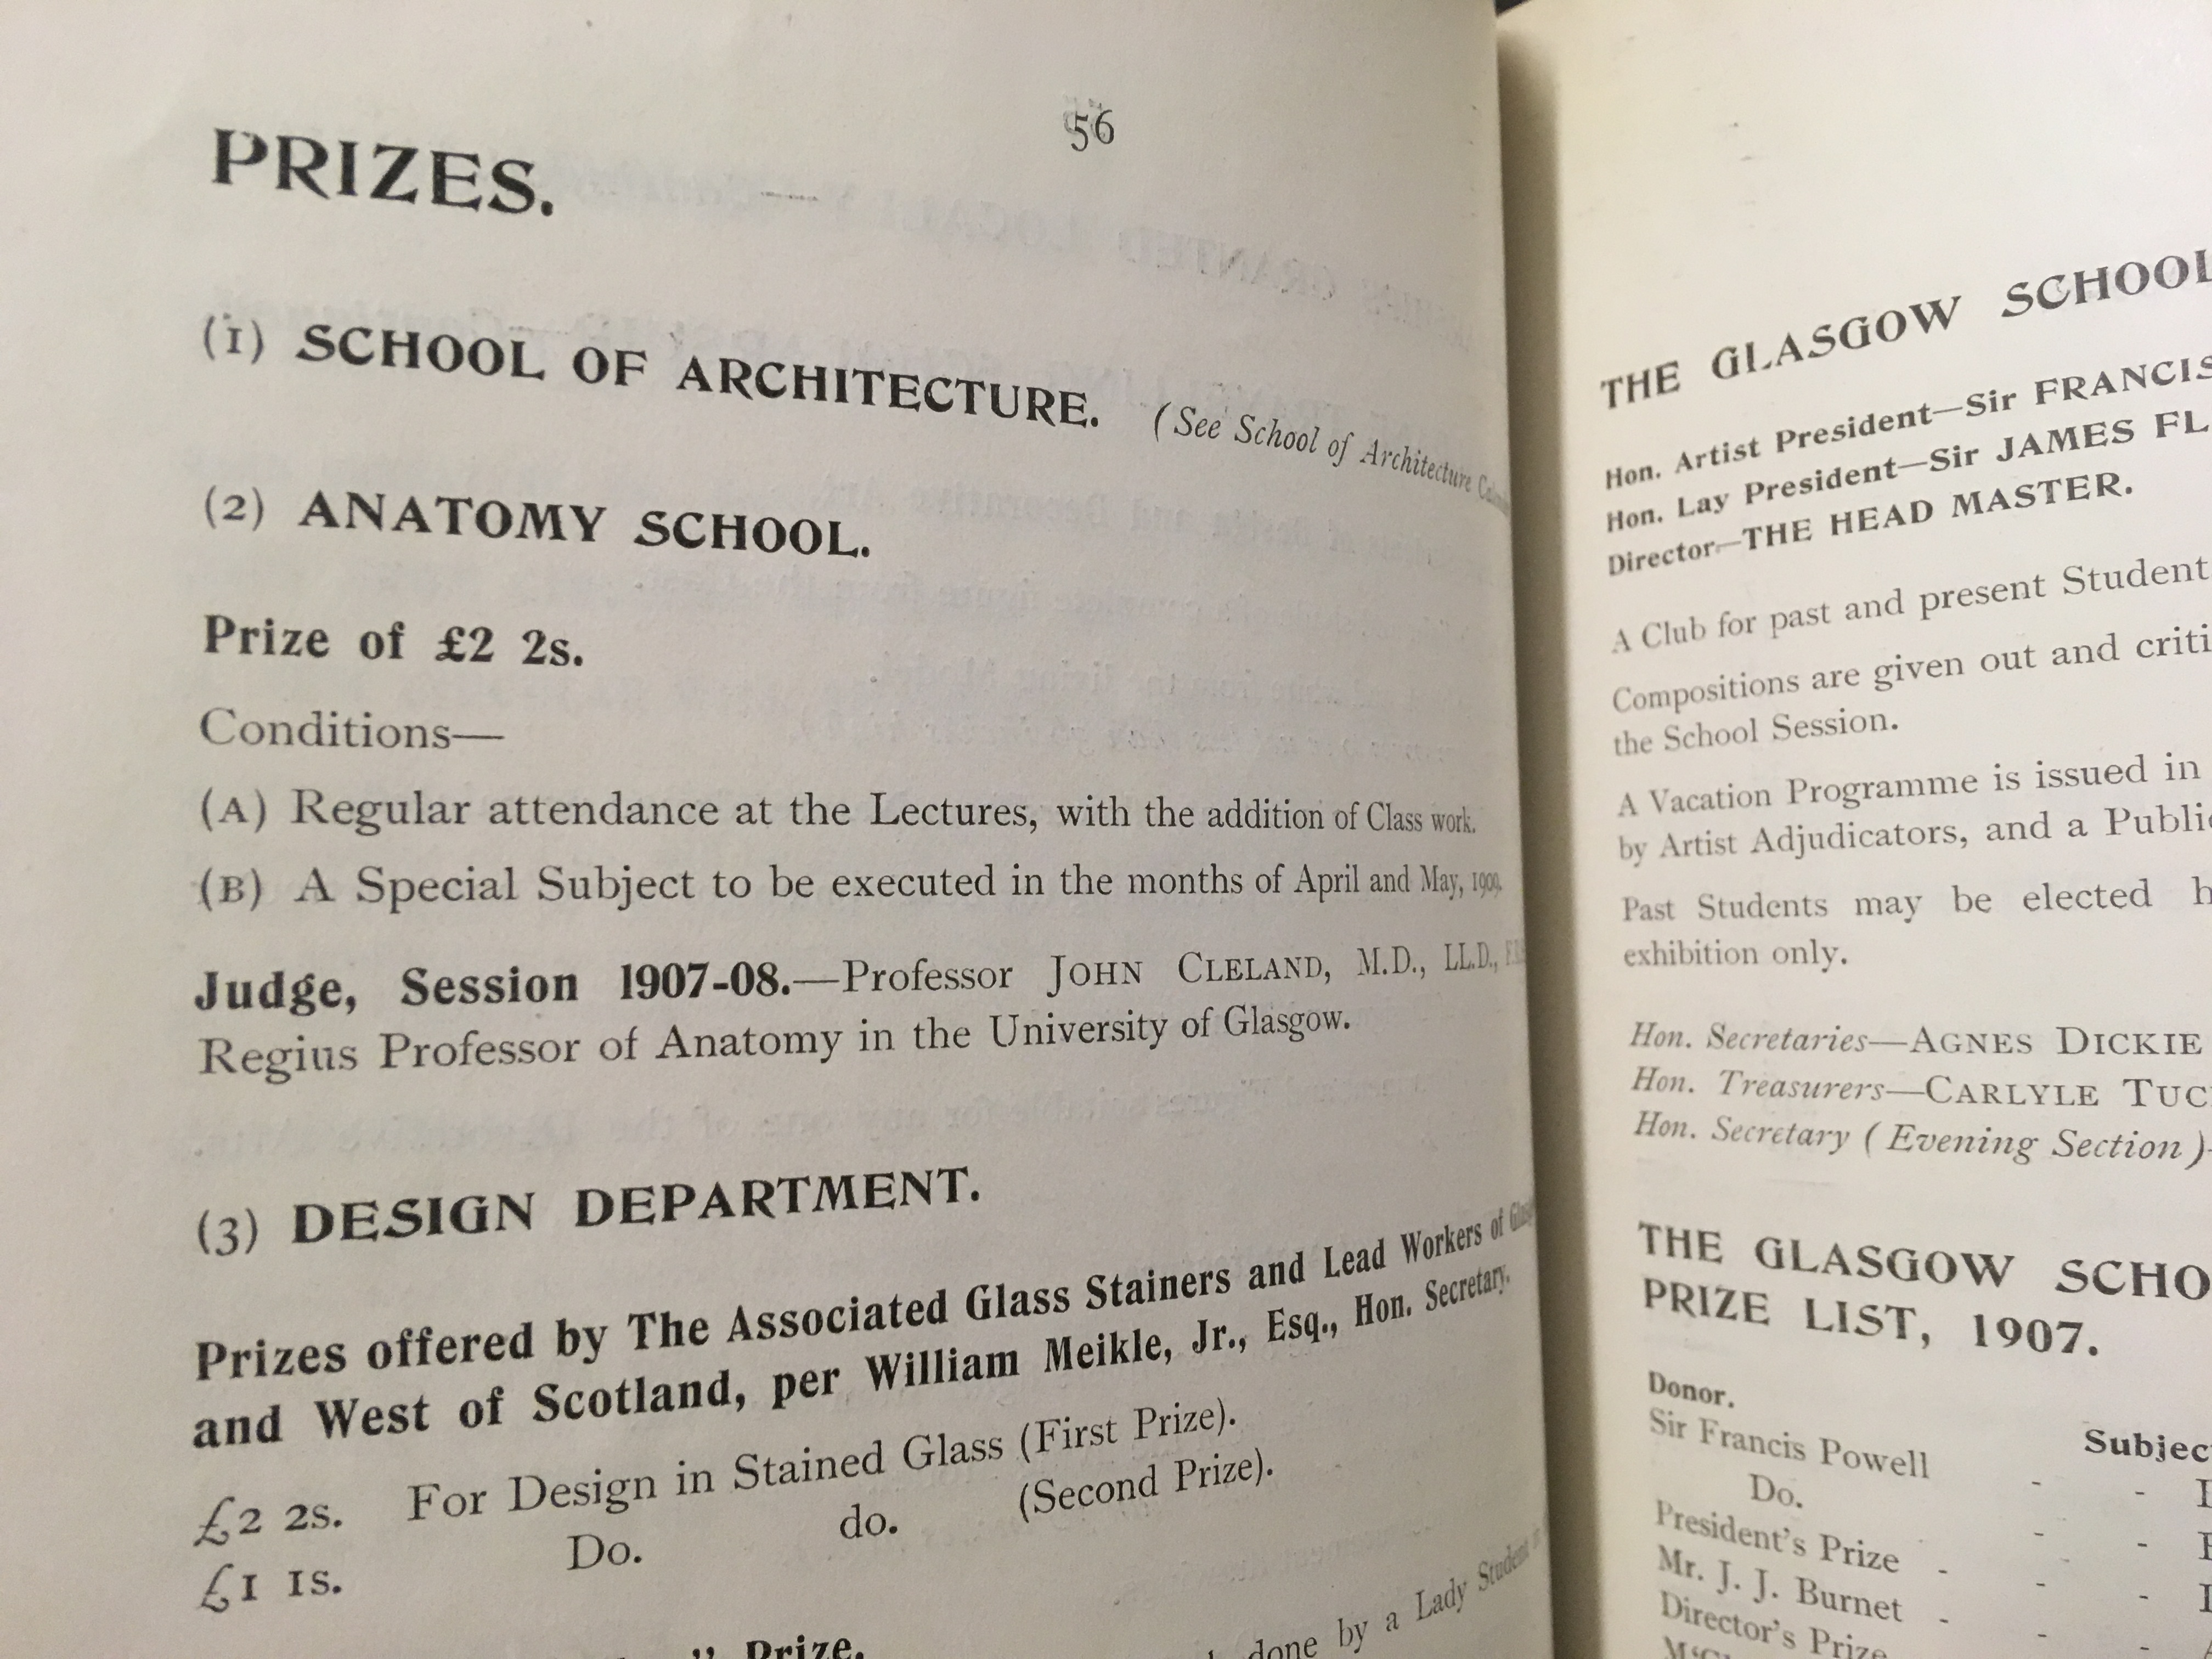 56
PRIZES.
(1) SCHOOL OF ARCHITECTURE. (See School of Architecture
(2) ANATOMY SCHOOL.
Prize of £2 2s.
Conditions—
(A) Regular attendance at the Lectures, with the addition of Class work.
(B) A Special Subject to be executed in the months of April and May, 1909.
Judge, Session 1907-08.—Professor JOHN CLELAND, M.D., LL.D.,
Regius Professor of Anatomy in the University of Glasgow.
(3) DESIGN DEPARTMENT.
Prizes offered by The Associated Glass Stainers and Lead Workers of
and West of Scotland, per William Meikle, Jr., Esq., Hon. Secretary.
£2 2s. For Design in Stained Glass (First Prize).
£1 1s. Do. do. (Second Prize).
" Prize.
done by a Lady Student
THE GLASGOW SCHOOL
Hon. Artist President—Sir FRANCIS
Hon. Lay President—Sir JAMES FL
Director—THE HEAD MASTER.
A Club for past and present Student
Compositions are given out and criti
the School Session.
A Vacation Programme is issued in
by Artist Adjudicators, and a Public
Past Students may be elected h
exhibition only.
Hon. Secretaries—AGNES DICKIE
Hon. Treasurers—CARLYLE TUC
Hon. Secretary (Evening Section)—
THE GLASGOW SCHO
PRIZE LIST, 1907.
Donor. Subjec
Sir Francis Powell - -
Do. - -
President's Prize - - -
Mr. J. J. Burnet - - -
Director's Prize